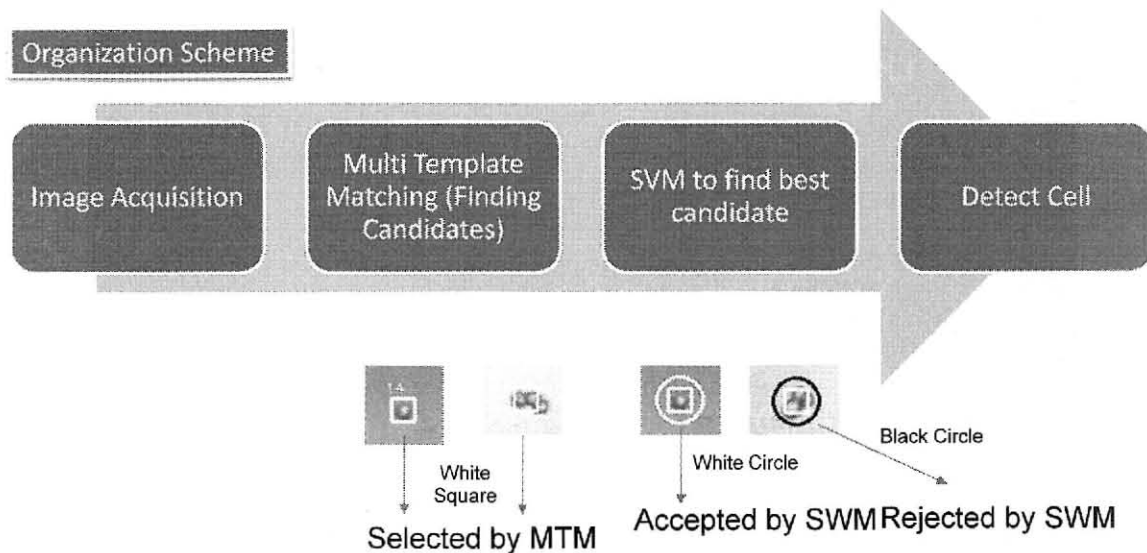 Organization Scheme
Image Acquisition
Multi Template
Matching (Finding
Candidates)
SVM to find best
candidate
Detect Cell
14
White
Square
Selected by MTM
White Circle
Accepted by SWM
Black Circle
Rejected by SWM